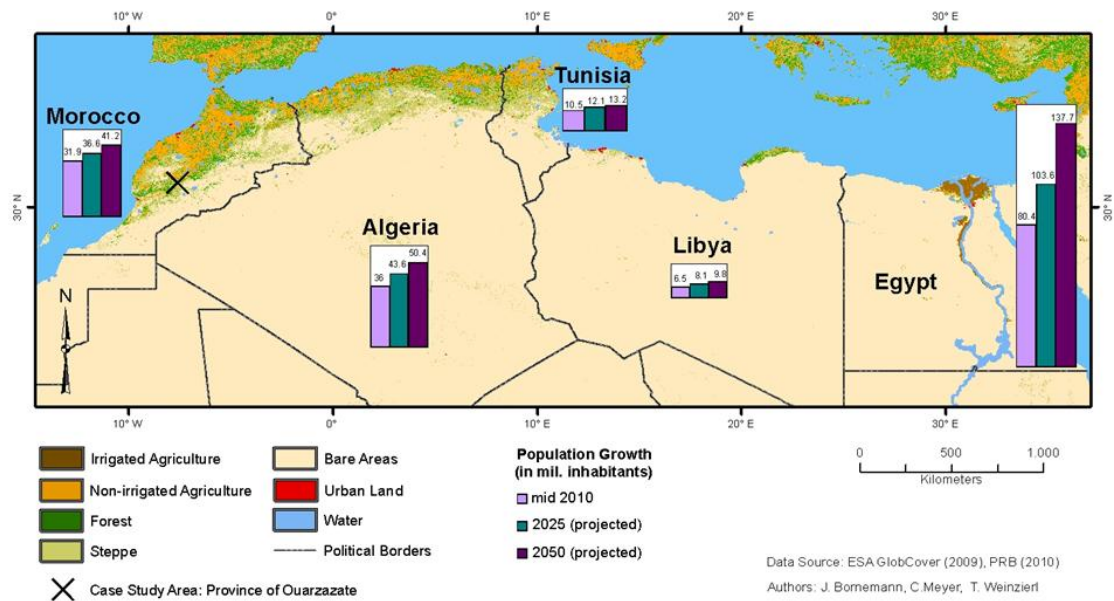 10° W 0° 10° E 20° E 30° E
Tunisia
10.5 12.1 13.2
Morocco
31.9 36.6 41.2
137.7
103.6
80.4
30° N 30° N
Algeria
36 43.6 50.4
Libya
6.5 8.1 9.8
Egypt
N
10° W 0° 10° E 20° E 30° E
Irrigated Agriculture
Non-irrigated Agriculture
Forest
Steppe
Case Study Area: Province of Ouarzazate
Bare Areas
Urban Land
Water
Political Borders
Population Growth
(in mil. inhabitants)
mid 2010
2025 (projected)
2050 (projected)
0 500 1.000
Kilometers
Data Source: ESA GlobCover (2009), PRB (2010)
Authors: J. Bornemann, C.Meyer, T. Weinzierl